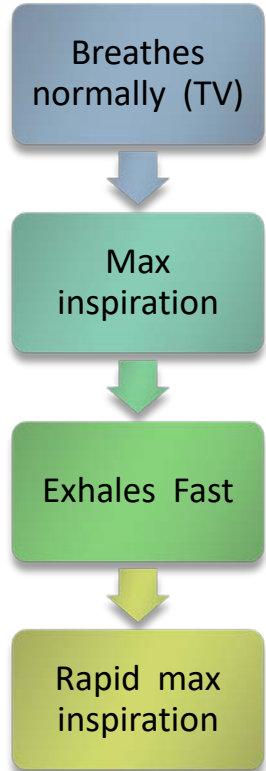 Breathes
normally (TV)
Max
inspiration
Exhales Fast
Rapid max
inspiration